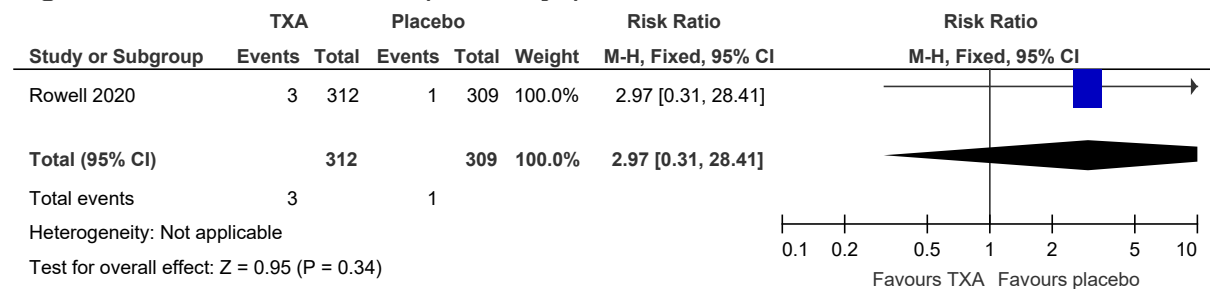 TXA Placebo Risk Ratio Risk Ratio
Study or Subgroup Events Total Events Total Weight M-H, Fixed, 95% CI M-H, Fixed, 95% CI
Rowell 2020 3 312 1 309 100.0% 2.97 [0.31, 28.41]
Total (95% CI) 312 309 100.0% 2.97 [0.31, 28.41]
Total events 3 1
Heterogeneity: Not applicable
Test for overall effect: Z = 0.95 (P = 0.34)
0.1 0.2 0.5 1 2 5 10
Favours TXA Favours placebo